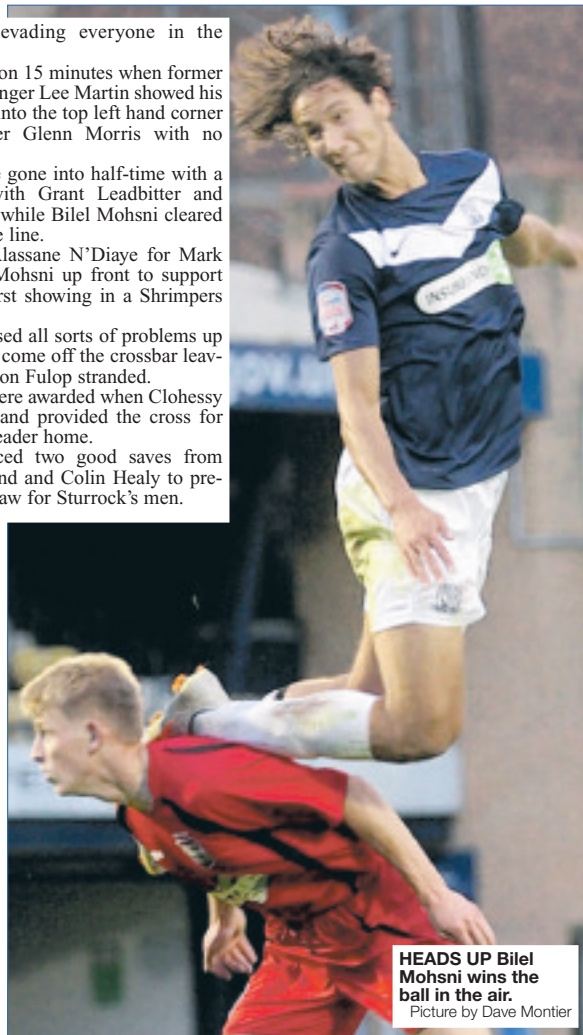 evading everyone in the
on 15 minutes when former
nger Lee Martin showed his
into the top left hand corner
er Glenn Morris with no
e gone into half-time with a
with Grant Leadbitter and
while Bilel Mohsni cleared
e line.
Alassane N'Diaye for Mark
Mohsni up front to support
rst showing in a Shrimpers
sed all sorts of problems up
come off the crossbar leav-
on Fulop stranded.
ere awarded when Clohessy
and provided the cross for
eader home.
ced two good saves from
nd and Colin Healy to pre-
aw for Sturrock's men.
INSURE
.gov.u
HEADS UP Bilel
Mohsni wins the
ball in the air.
Picture by Dave Montier